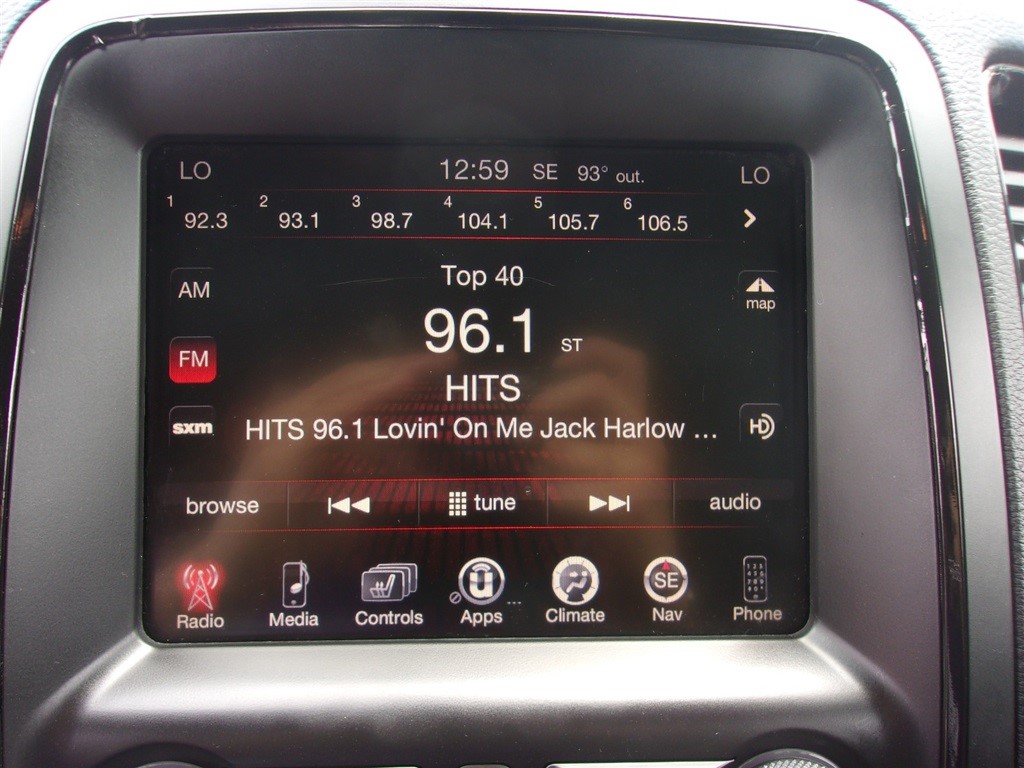 LO 12:59 SE 93° out. LO
1 92.3 2 93.1 3 98.7 4 104.1 5 105.7 6 106.5
AM Top 40 map
96.1 ST
FM HITS
sxm HITS 96.1 Lovin' On Me Jack Harlow ... HD
browse tune audio
SE
Radio Media Controls Apps Climate Nav Phone